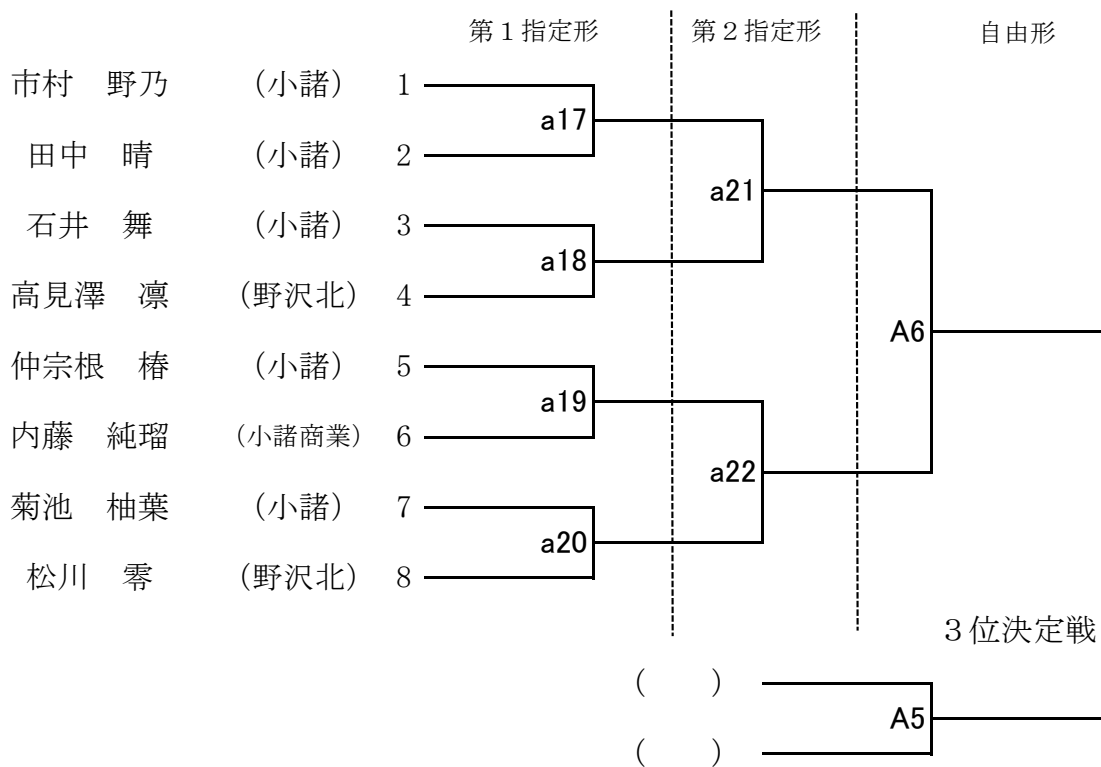 第１指定形 第２指定形 自由形
市村 野乃 (小諸) 1
a17
田中 晴 (小諸) 2
a21
石井 舞 (小諸) 3
a18
高見澤 凛 (野沢北) 4
A6
仲宗根 椿 (小諸) 5
a19
内藤 純瑠 (小諸商業) 6
a22
菊池 柚葉 (小諸) 7
a20
松川 零 (野沢北) 8
３位決定戦
( )
A5
( )